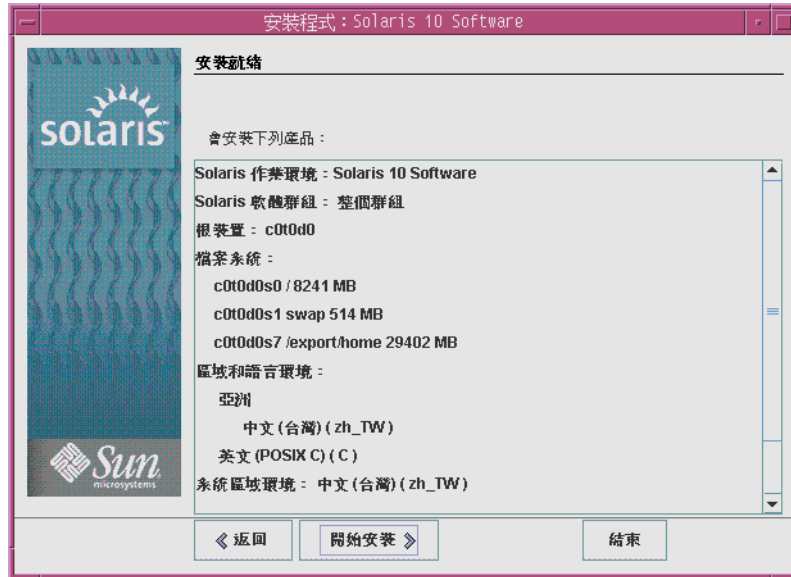 安裝程式：Solaris 10 Software
solaris
Sun
microsystems
安裝就緒
會安裝下列產品：
Solaris 作業環境：Solaris 10 Software
Solaris 軟體群組： 整個群組
根裝置： c0t0d0
檔案系統：
c0t0d0s0 / 8241 MB
c0t0d0s1 swap 514 MB
c0t0d0s7 /export/home 29402 MB
區域和語言環境：
亞洲
中文 (台灣) ( zh_TW )
英文 (POSIX C) ( C )
系統區域環境： 中文 (台灣) ( zh_TW )
返回
開始安裝
結束